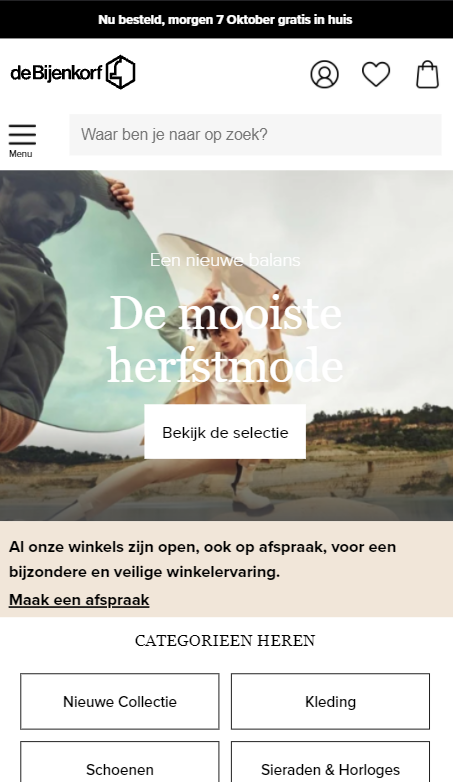 Nu besteld, morgen 7 Oktober gratis in huis
de Bijenkorf
Menu
Waar ben je naar op zoek?
Een nieuwe balans
De mooiste
herfstmode
Bekijk de selectie
Al onze winkels zijn open, ook op afspraak, voor een
bijzondere en veilige winkelervaring.
Maak een afspraak
CATEGORIEEN HEREN
Nieuwe Collectie
Kleding
Schoenen
Sieraden & Horloges